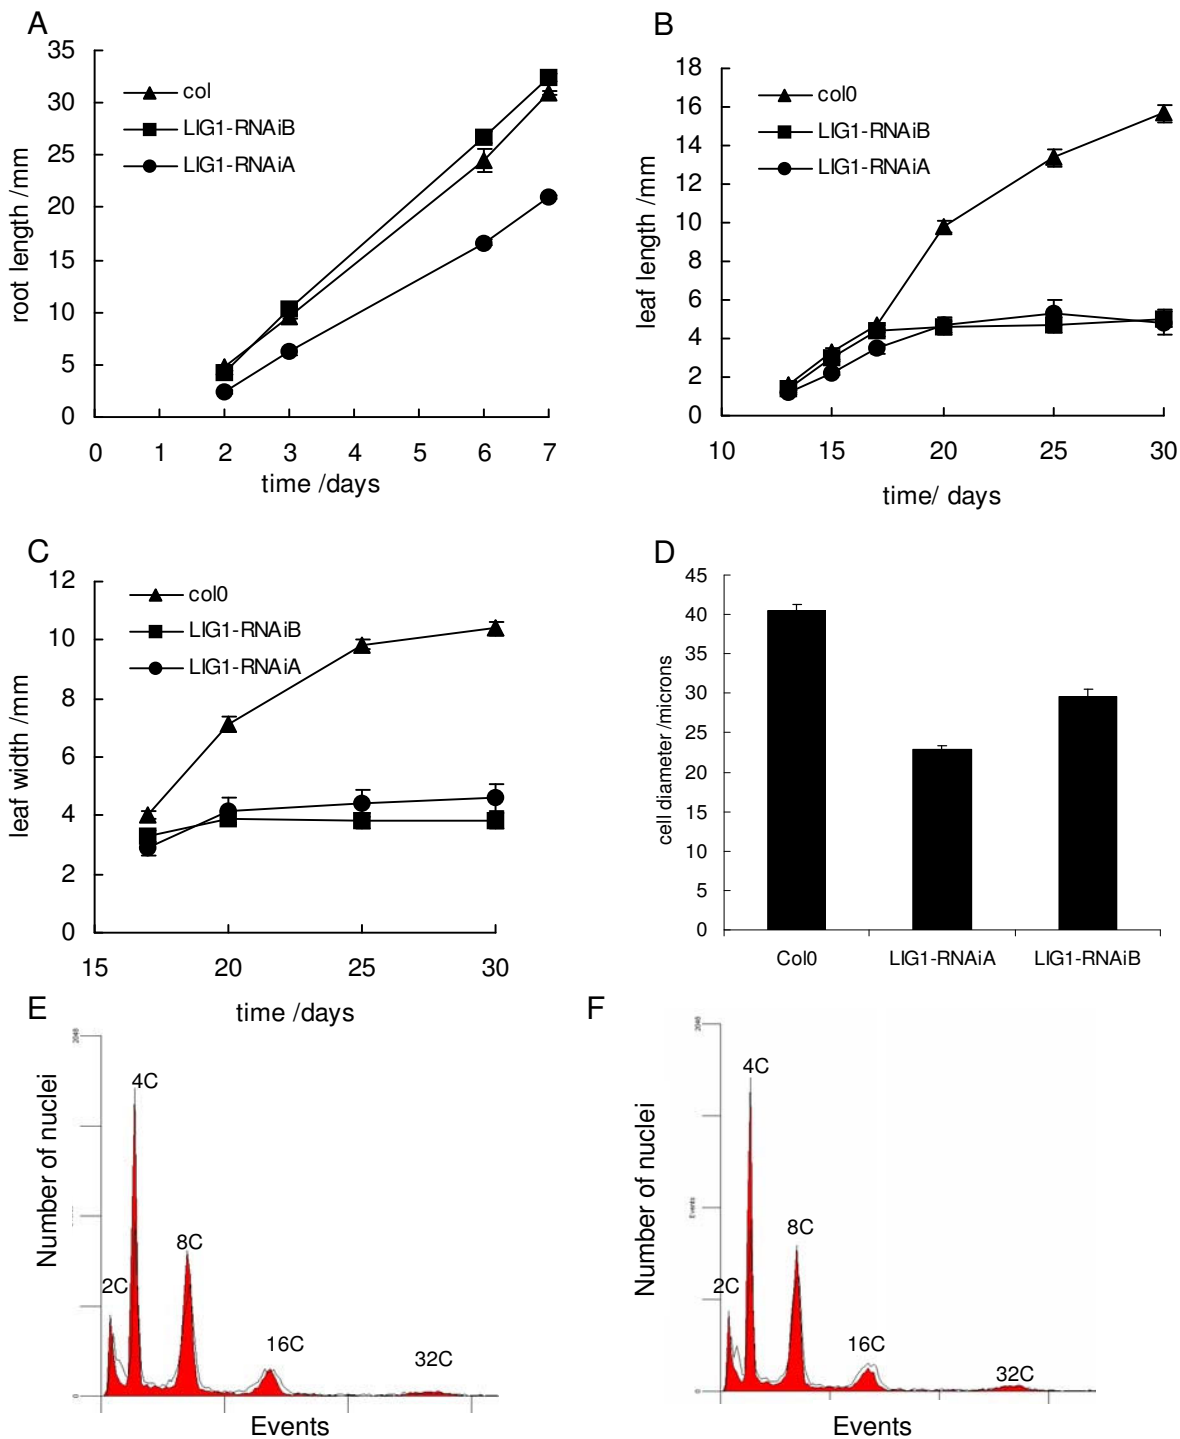 A
35
30
25
20
15
10
5
0
root length /mm
col
LIG1-RNAiB
LIG1-RNAiA
0 1 2 3 4 5 6 7
time /days
B
18
16
14
12
10
8
6
4
2
0
leaf length /mm
col0
LIG1-RNAiB
LIG1-RNAiA
10 15 20 25 30
time/ days
C
12
10
8
6
4
2
0
leaf width /mm
col0
LIG1-RNAiB
LIG1-RNAiA
15 20 25 30
time /days
D
45
40
35
30
25
20
15
10
5
0
cell diameter /microns
Col0 LIG1-RNAiA LIG1-RNAiB
E
Number of nuclei
2C
4C
8C
16C
32C
0
Events
F
Number of nuclei
Events
2C
4C
8C
16C
32C
0
Events